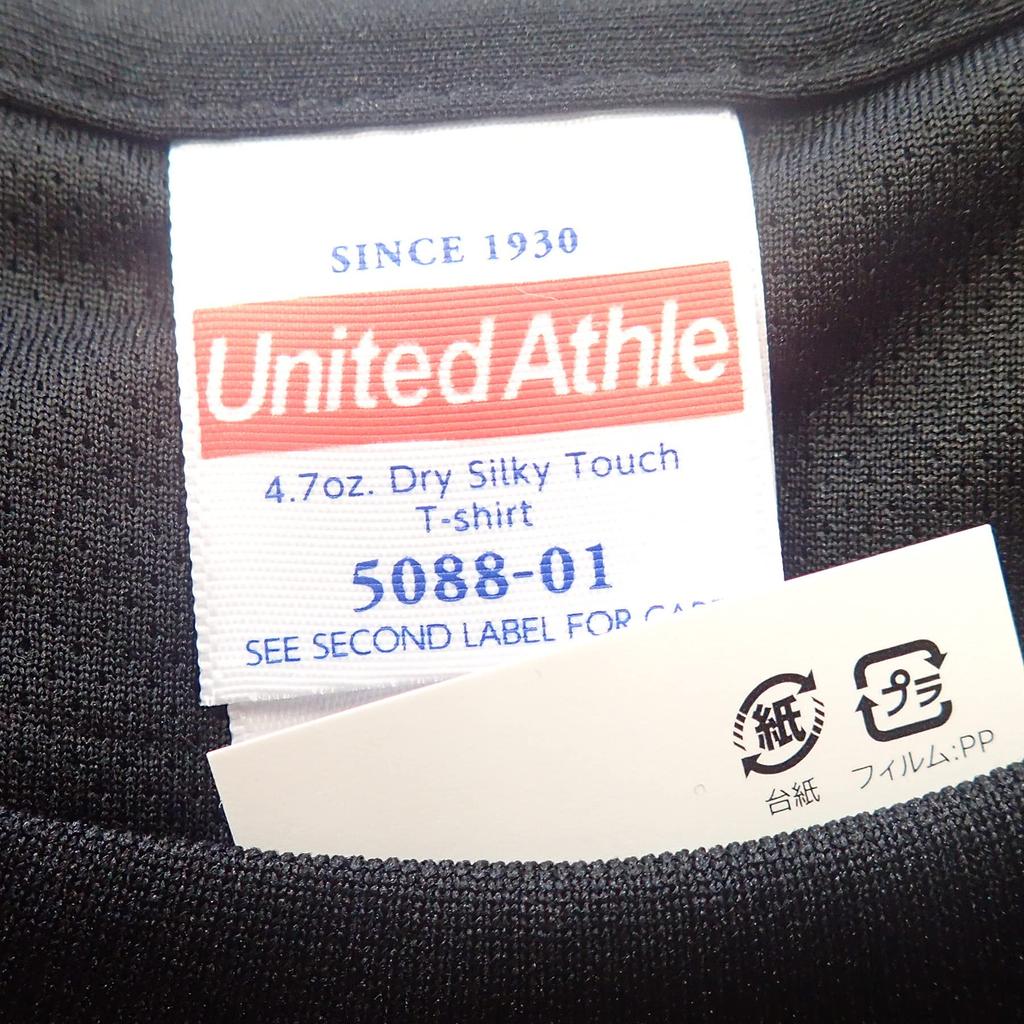 SINCE 1930
United Athle
4.7oz. Dry Silky Touch
T-shirt
5088-01
SEE SECOND LABEL FOR
紙
プラ
台紙
フィルム:PP